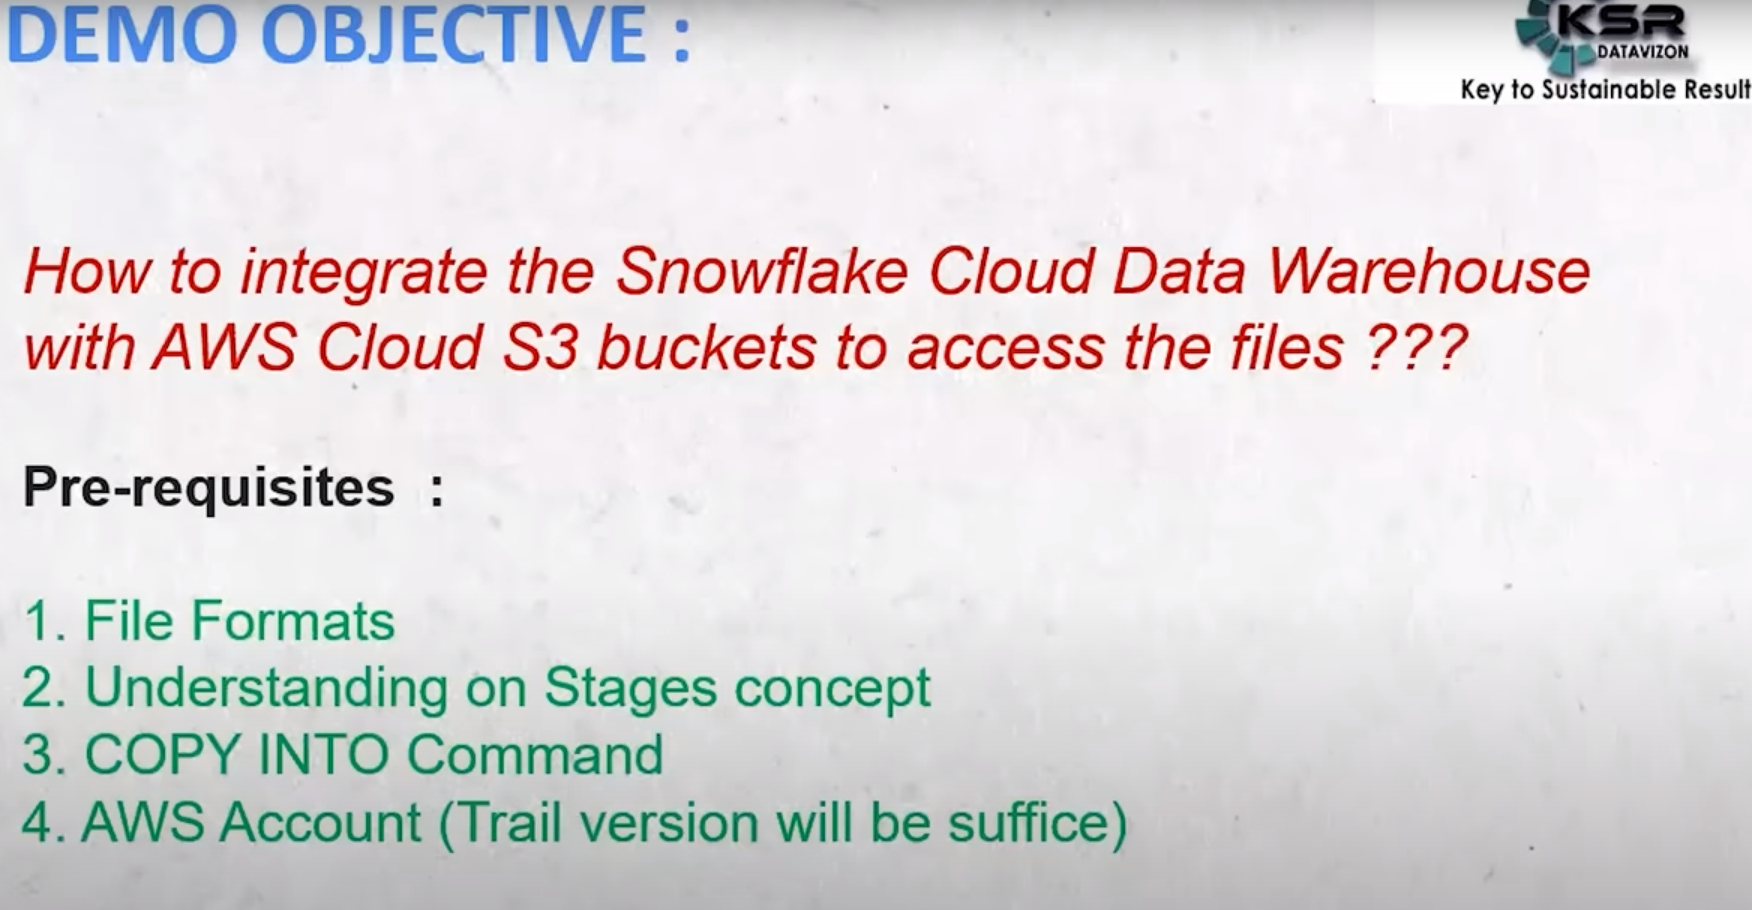 DEMO OBJECTIVE :
KSR
DATAVIZON
Key to Sustainable Result
How to integrate the Snowflake Cloud Data Warehouse
with AWS Cloud S3 buckets to access the files ???
Pre-requisites :
1. File Formats
2. Understanding on Stages concept
3. COPY INTO Command
4. AWS Account (Trail version will be suffice)